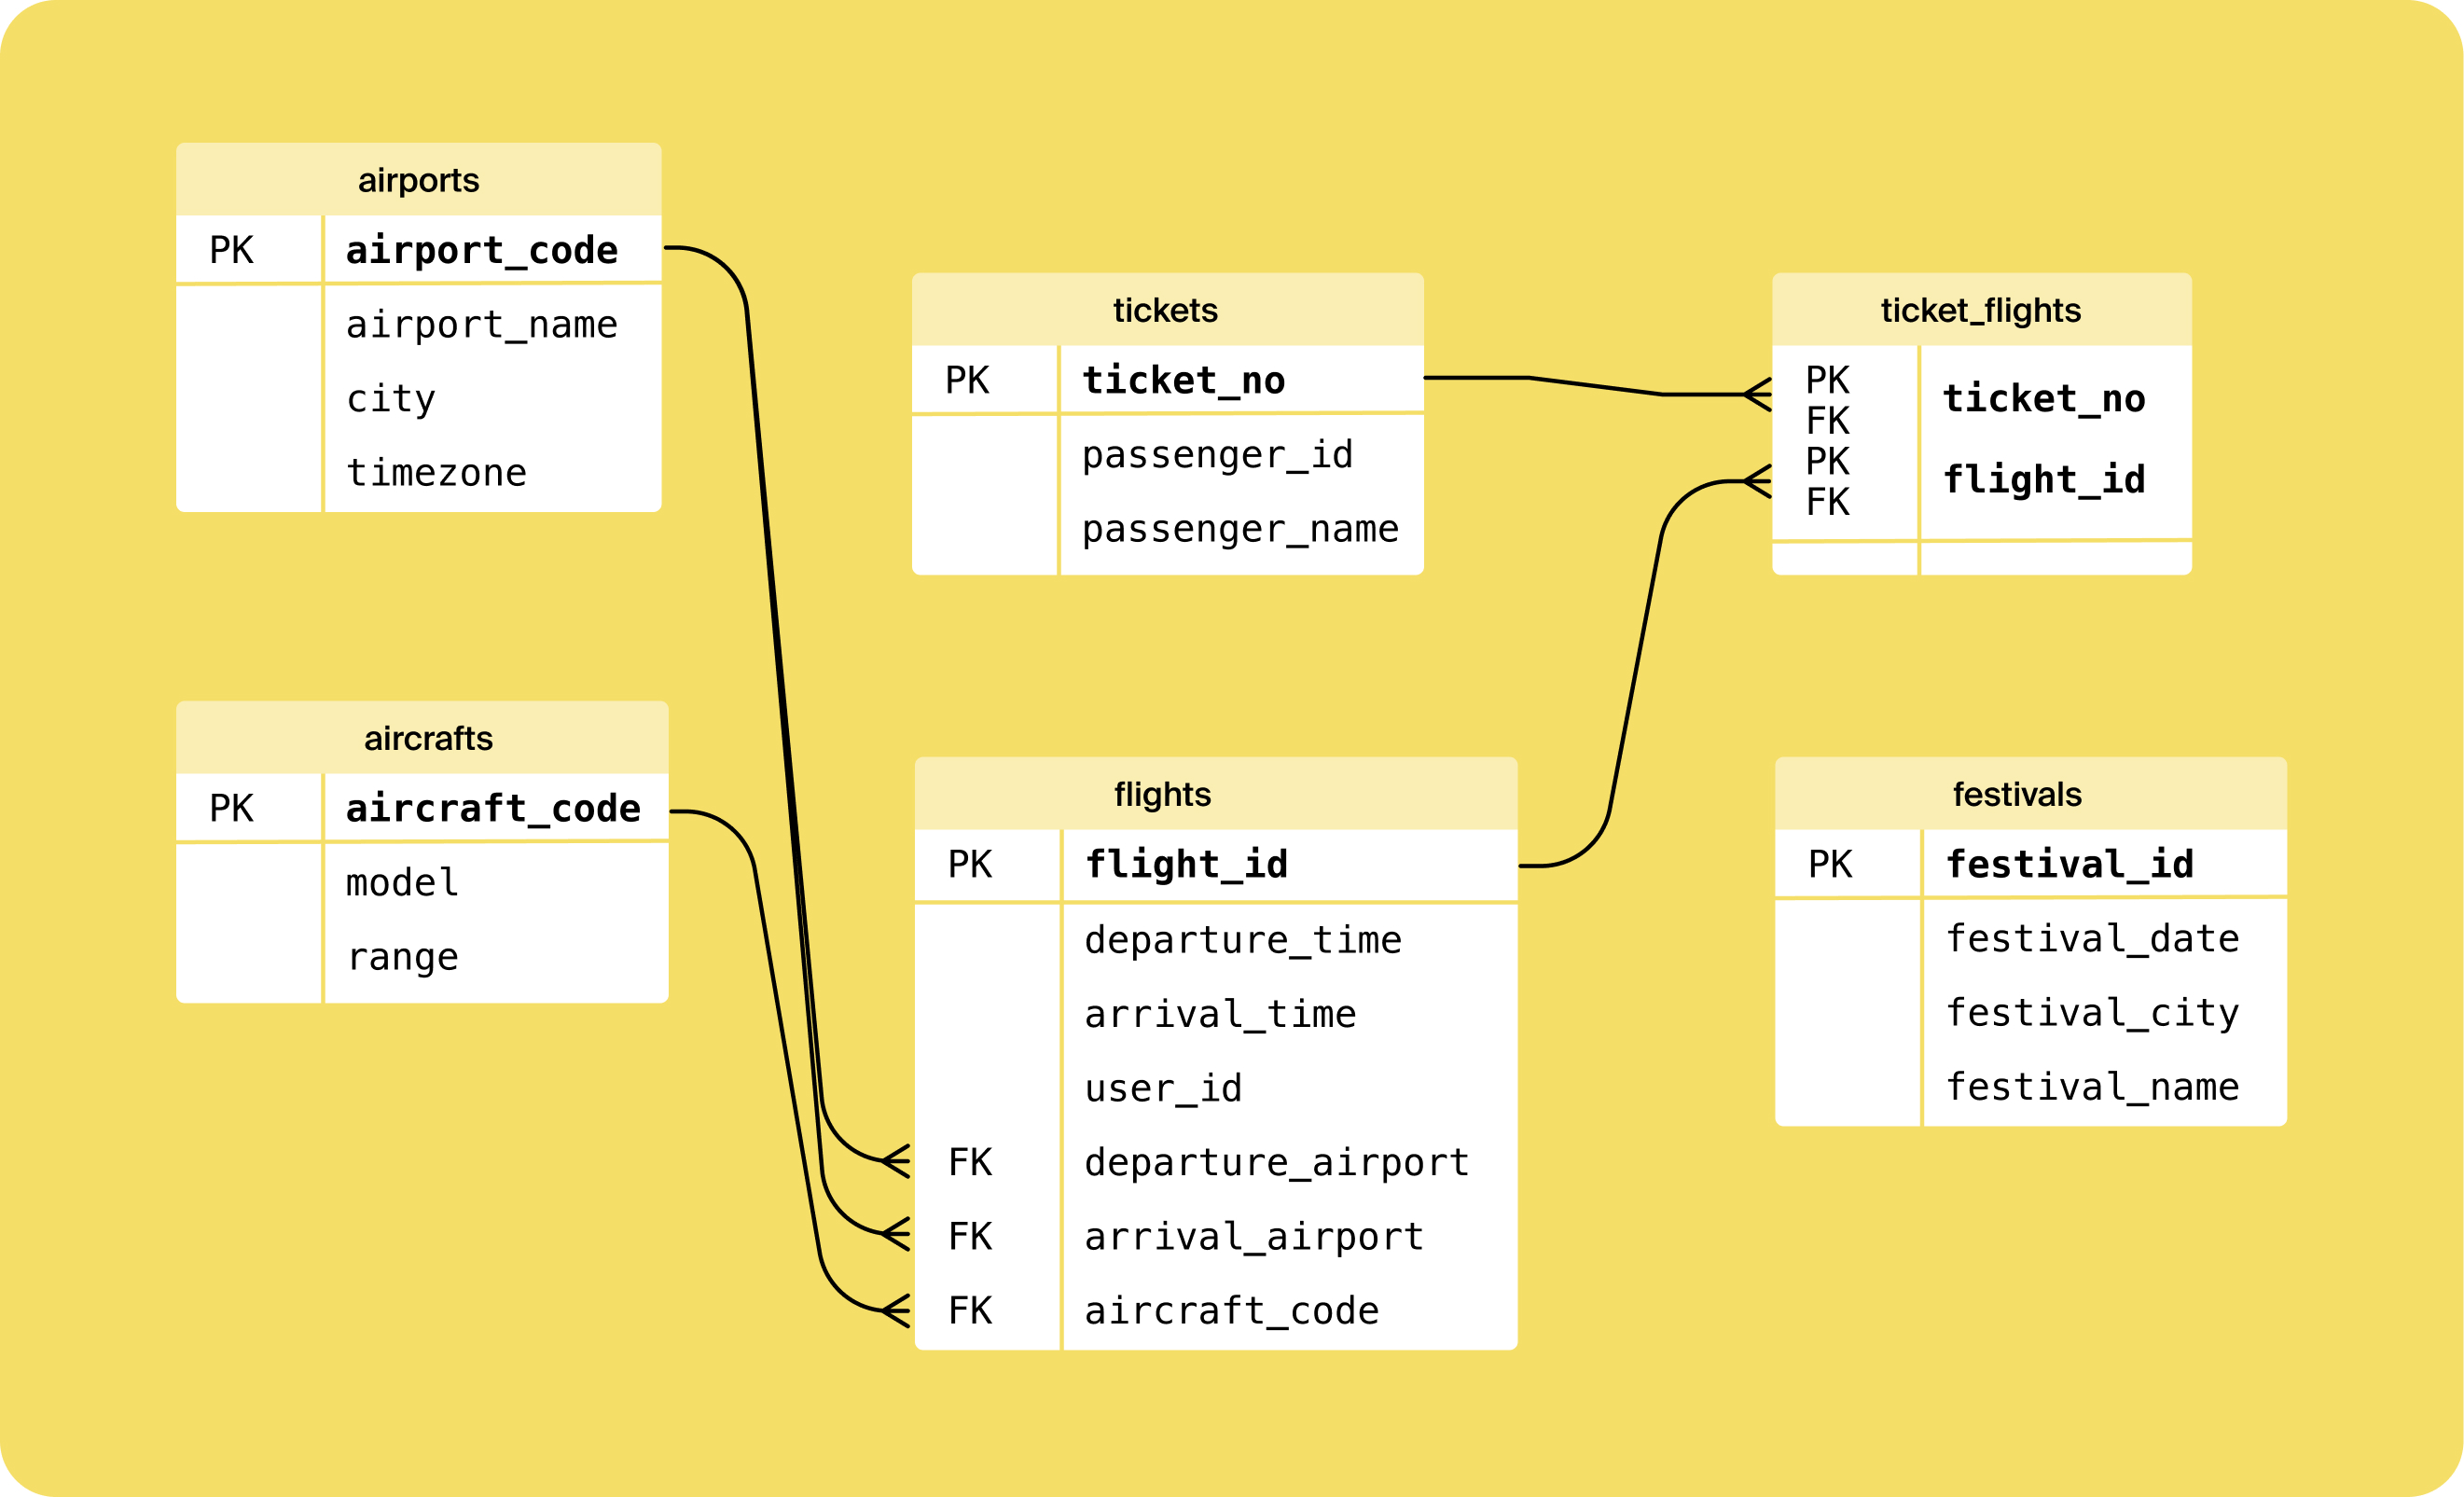 airports
PK airport_code
airport_name
city
timezone
tickets
PK ticket_no
passenger_id
passenger_name
ticket_flights
PK
FK ticket_no
PK
FK flight_id
aircrafts
PK aircraft_code
model
range
flights
PK flight_id
departure_time
arrival_time
user_id
FK departure_airport
FK arrival_airport
FK aircraft_code
festivals
PK festival_id
festival_date
festival_city
festival_name